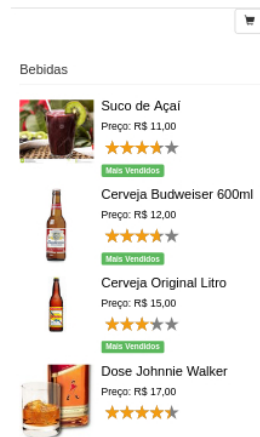 Bebidas
Suco de Açaí
Preço: R$ 11,00
Mais Vendidos
Cerveja Budweiser 600ml
Preço: R$ 12,00
Mais Vendidos
Cerveja Original Litro
Preço: R$ 15,00
Mais Vendidos
Dose Johnnie Walker
Preço: R$ 17,00